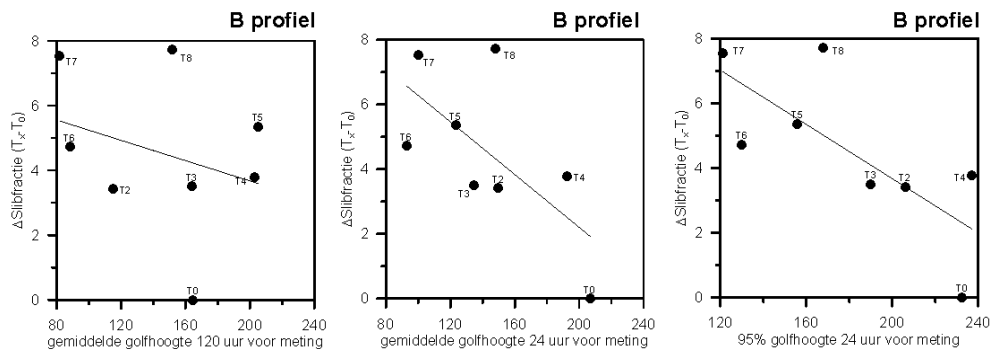 B profiel
8
6
4
2
0
ΔSlibfractie (Tx-T0)
T7
T8
T6
T5
T2
T3
T4
T0
80 120 160 200 240
gemiddelde golfhoogte 120 uur voor meting
B profiel
8
6
4
2
0
ΔSlibfractie (Tx-T0)
T7
T8
T5
T6
T3
T2
T4
T0
80 120 160 200 240
gemiddelde golfhoogte 24 uur voor meting
B profiel
8
6
4
2
0
ΔSlibfractie (Tx-T0)
T7
T8
T5
T6
T3
T2
T4
T0
120 160 200 240
95% golfhoogte 24 uur voor meting